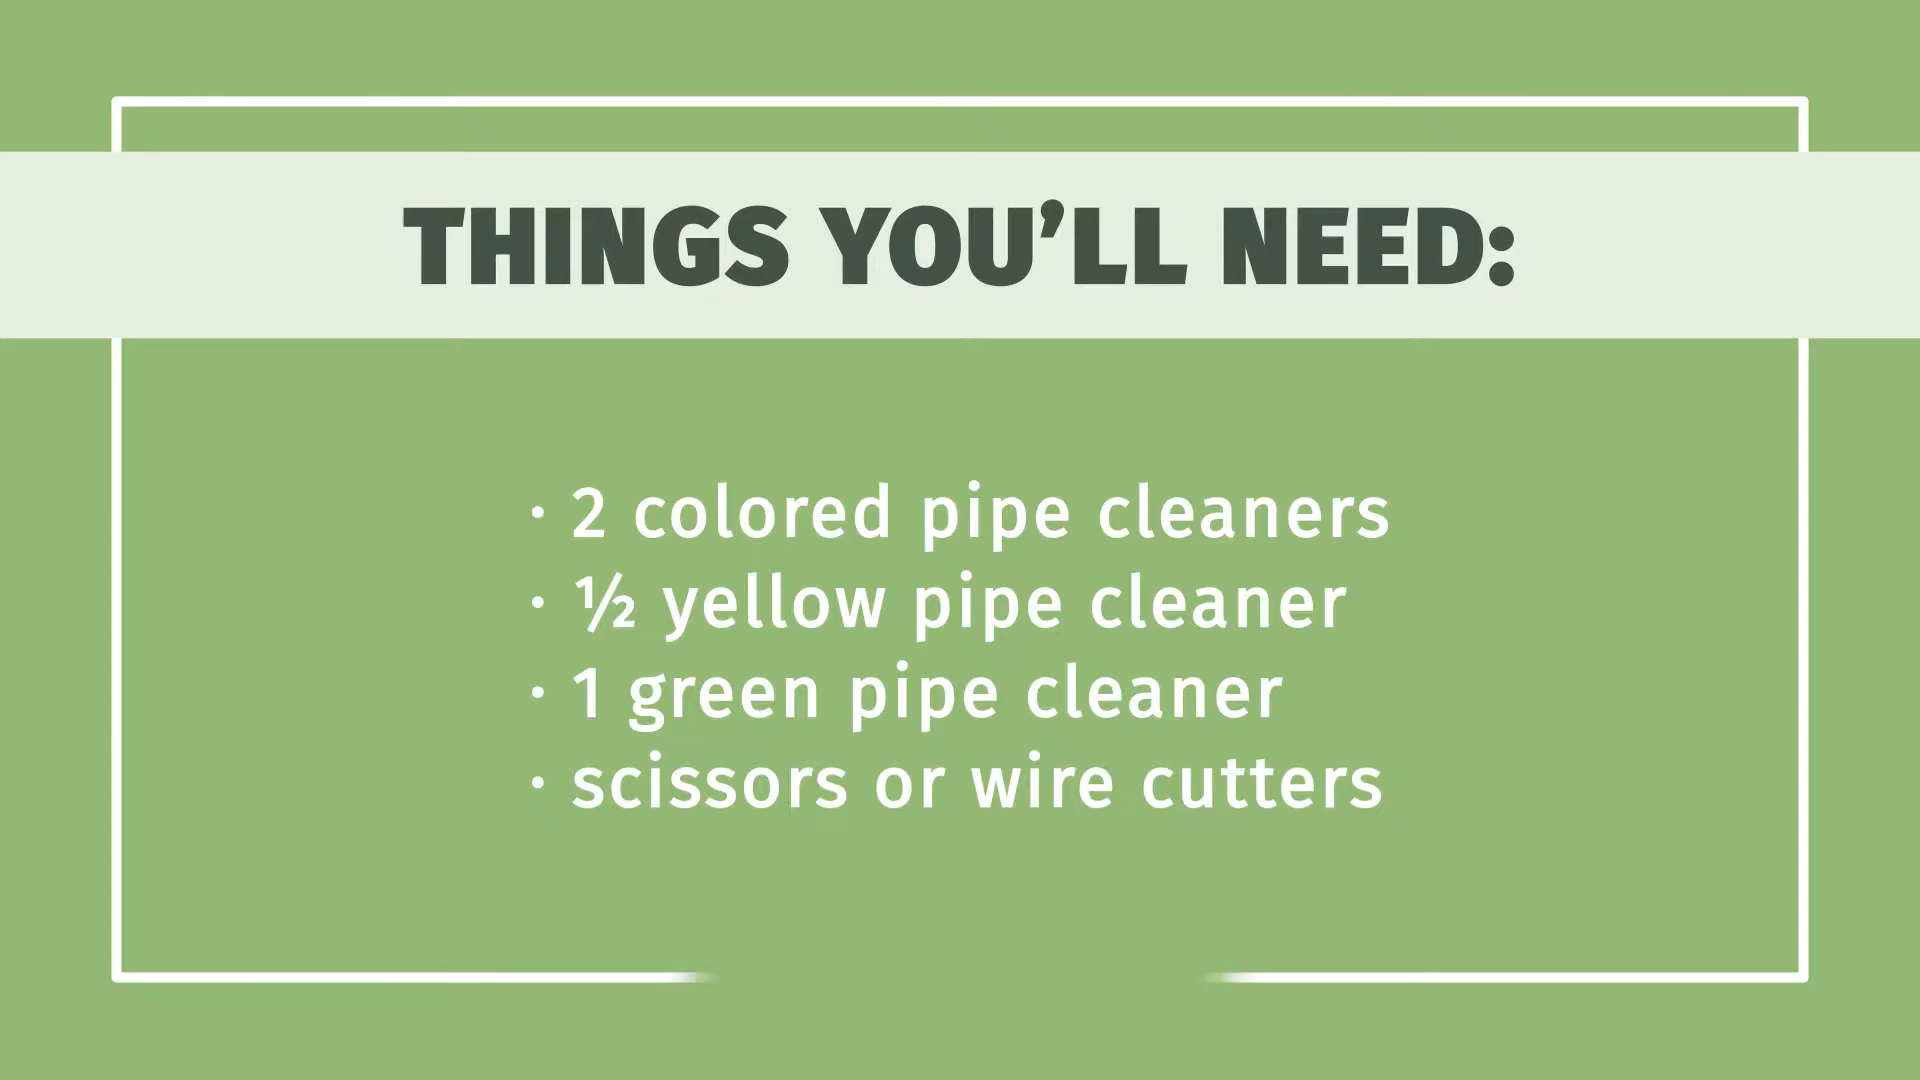 THINGS YOU’LL NEED:
· 2 colored pipe cleaners
· ½ yellow pipe cleaner
· 1 green pipe cleaner
· scissors or wire cutters